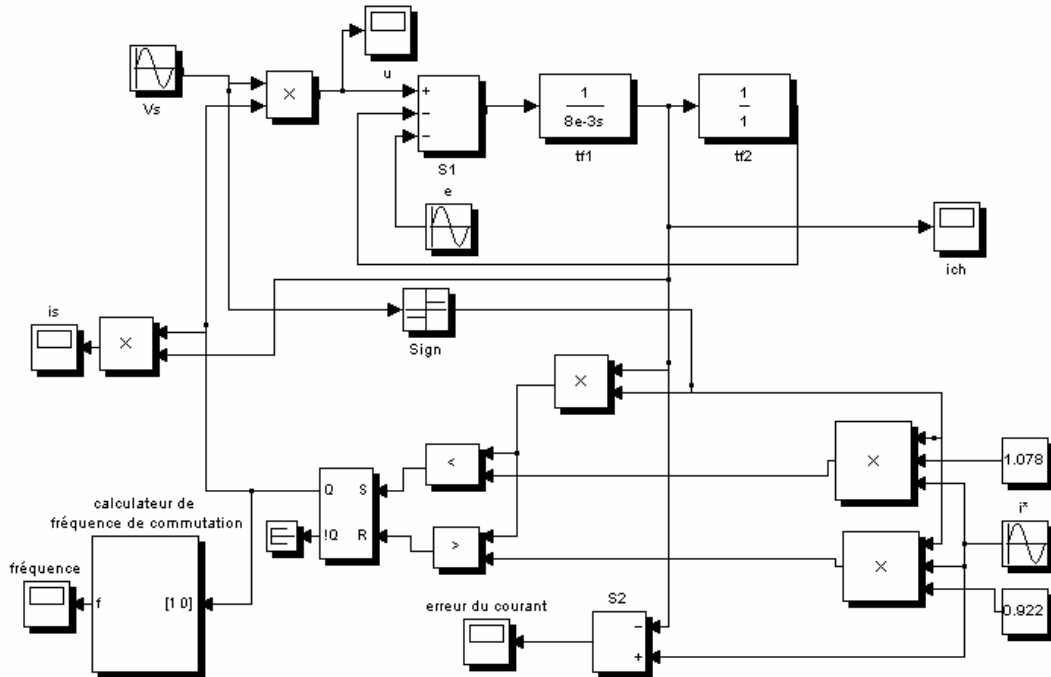 Vs
×
u
+
−
−
S1
1
8e-3s
tf1
1
1
tf2
e
ich
is
×
Sign
×
×
1.078
<
Q S
!Q R
>
×
i*
0.922
calculateur de
fréquence de commutation
fréquence
f [1 0]
erreur du courant
S2
−
+